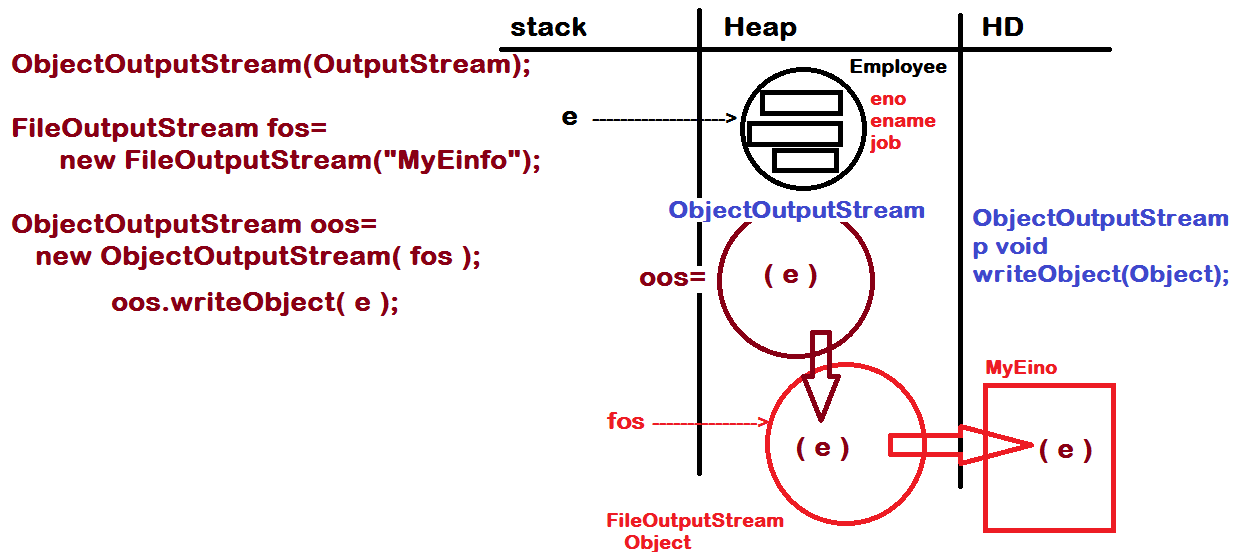 stack
Heap
HD
ObjectOutputStream(OutputStream);
FileOutputStream fos=
new FileOutputStream("MyEinfo");
ObjectOutputStream oos=
new ObjectOutputStream( fos );
oos.writeObject( e );
Employee
e
eno
ename
job
ObjectOutputStream
oos=
( e )
ObjectOutputStream
p void
writeObject(Object);
MyEino
fos
( e )
( e )
FileOutputStream
Object